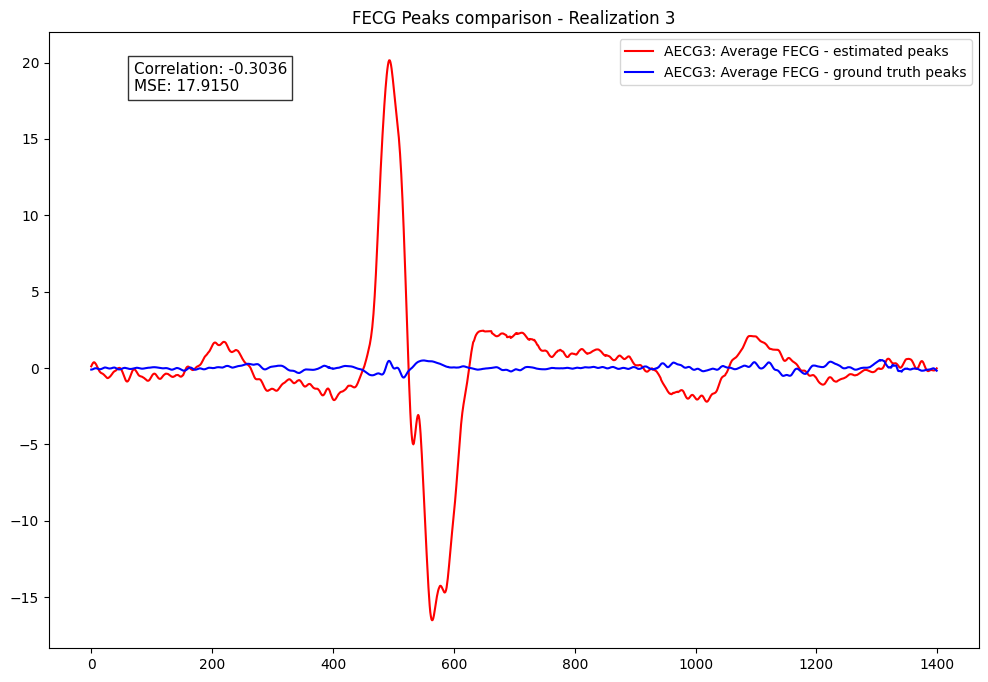 FECG Peaks comparison - Realization 3
Correlation: -0.3036
MSE: 17.9150
AECG3: Average FECG - estimated peaks
AECG3: Average FECG - ground truth peaks
20
15
10
5
0
−5
−10
−15
0 200 400 600 800 1000 1200 1400